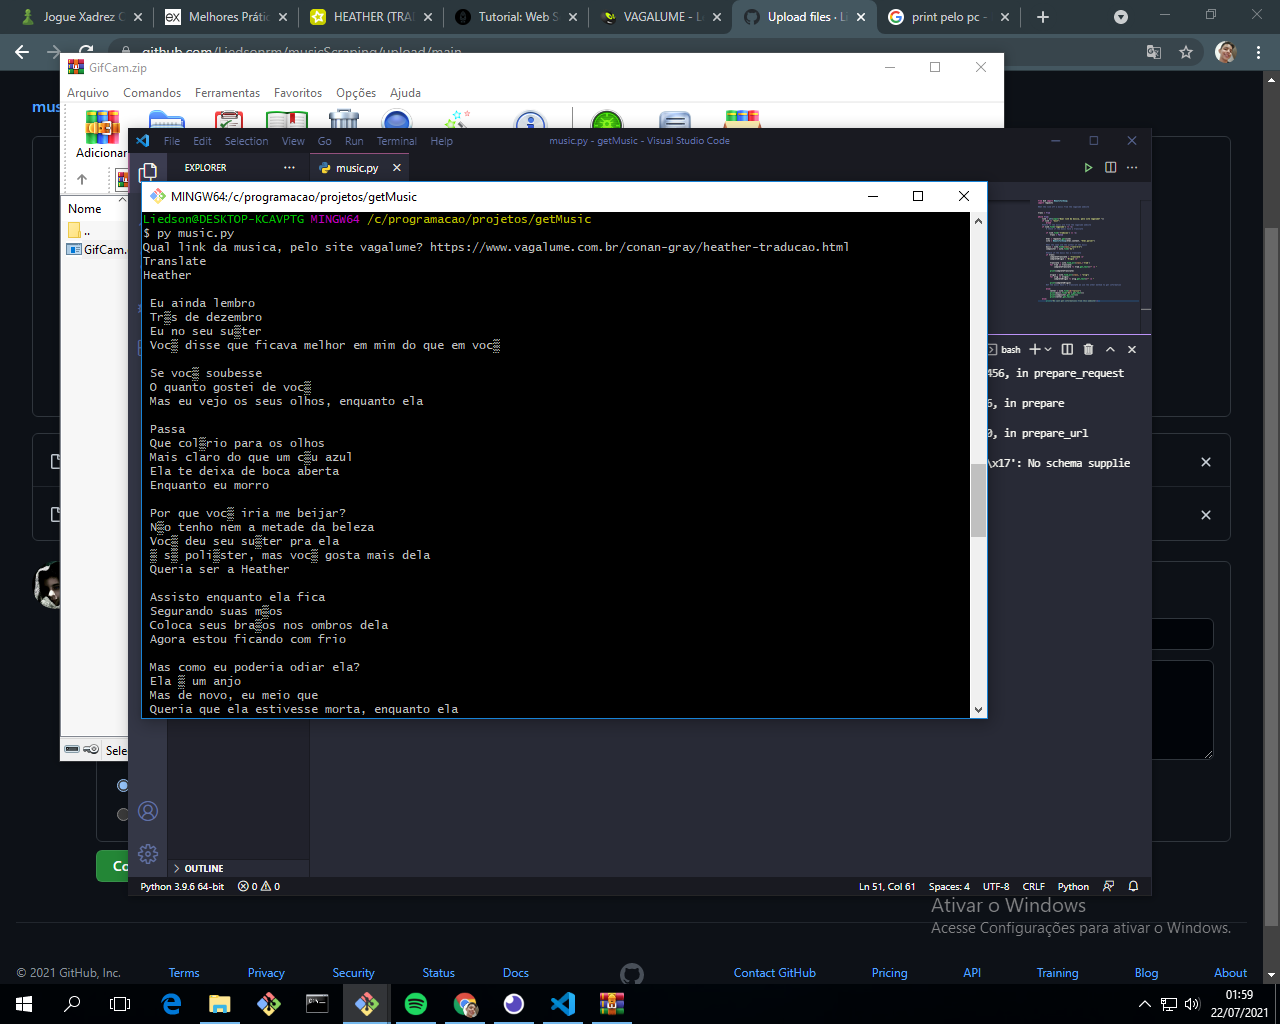 Jogue Xadrez C
Melhores Prátic
HEATHER (TRA
Tutorial: Web S
VAGALUME - L
Upload files · Li
print pelo pc -
github.com/Liedsonrm/musicScraping/upload/main
GifCam.zip
Arquivo Comandos Ferramentas Favoritos Opções Ajuda
Adicionar
Nome
..
GifCam.
Sele
mus
File Edit Selection View Go Run Terminal Help
music.py - getMusic - Visual Studio Code
EXPLORER
music.py
MINGW64:/c/programacao/projetos/getMusic
Liedson@DESKTOP-KCAVPTG MINGW64 /c/programacao/projetos/getMusic
$ py music.py
Qual link da musica, pelo site vagalume? https://www.vagalume.com.br/conan-gray/heather-traducao.html
Translate
Heather
Eu ainda lembro
Tr▒s de dezembro
Eu no seu su▒ter
Voc▒ disse que ficava melhor em mim do que em voc▒
Se voc▒ soubesse
O quanto gostei de voc▒
Mas eu vejo os seus olhos, enquanto ela
Passa
Que col▒rio para os olhos
Mais claro do que um c▒u azul
Ela te deixa de boca aberta
Enquanto eu morro
Por que voc▒ iria me beijar?
N▒o tenho nem a metade da beleza
Voc▒ deu seu su▒ter pra ela
▒ s▒ poli▒ster, mas voc▒ gosta mais dela
Queria ser a Heather
Assisto enquanto ela fica
Segurando suas m▒os
Coloca seus bra▒os nos ombros dela
Agora estou ficando com frio
Mas como eu poderia odiar ela?
Ela ▒ um anjo
Mas de novo, eu meio que
Queria que ela estivesse morta, enquanto ela
bash
456, in prepare_request
6, in prepare
0, in prepare_url
\x17': No schema supplie
OUTLINE
Python 3.9.6 64-bit 0 0
Ln 51, Col 61 Spaces: 4 UTF-8 CRLF Python
Co
Ativar o Windows
Acesse Configurações para ativar o Windows.
© 2021 GitHub, Inc. Terms Privacy Security Status Docs Contact GitHub Pricing API Training Blog About
01:59
22/07/2021